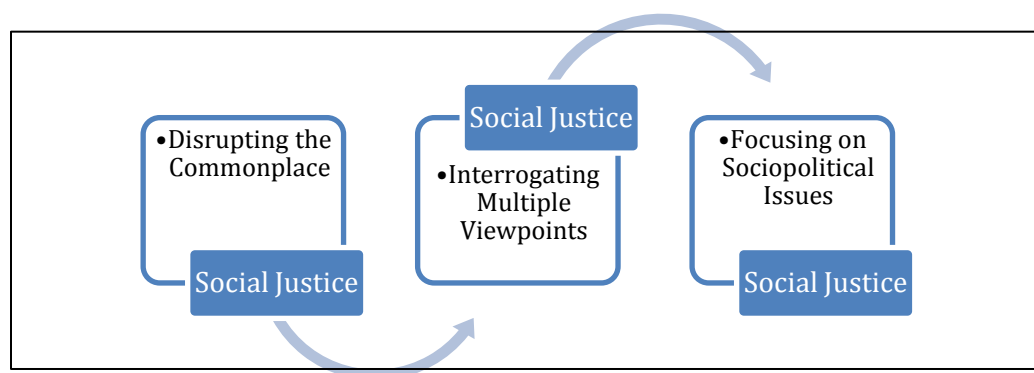 •Disrupting the
Commonplace
Social Justice
Social Justice
•Interrogating
Multiple
Viewpoints
•Focusing on
Sociopolitical
Issues
Social Justice